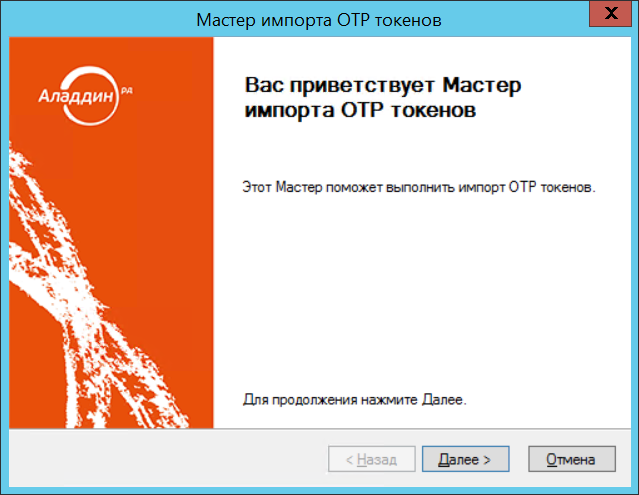 Мастер импорта OTP токенов
X
Аладдин РД
Вас приветствует Мастер
импорта OTP токенов
Этот Мастер поможет выполнить импорт OTP токенов.
Для продолжения нажмите Далее.
< Назад
Далее >
Отмена